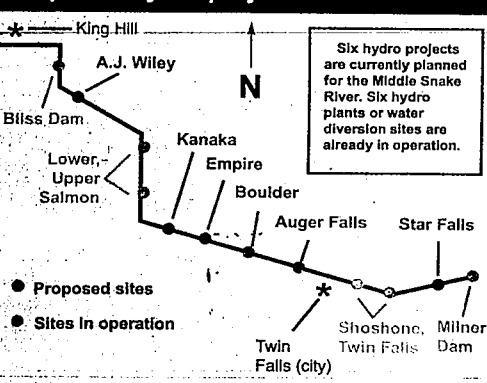 King Hill
A.J. Wiley
Bliss Dam
N
Six hydro projects
are currently planned
for the Middle Snake
River. Six hydro
plants or water
diversion sites are
already in operation.
Lower,
Upper
Salmon
Kanaka
Empire
Boulder
Auger Falls
Star Falls
Proposed sites
Sites in operation
Twin
Falls (city)
Shoshone,
Twin Falls
Milner
Dam